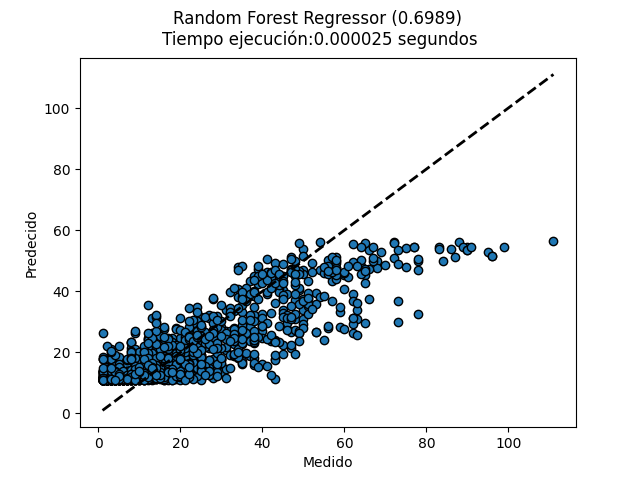 Random Forest Regressor (0.6989)
Tiempo ejecución:0.000025 segundos
Predecido
100
80
60
40
20
0
0 20 40 60 80 100
Medido